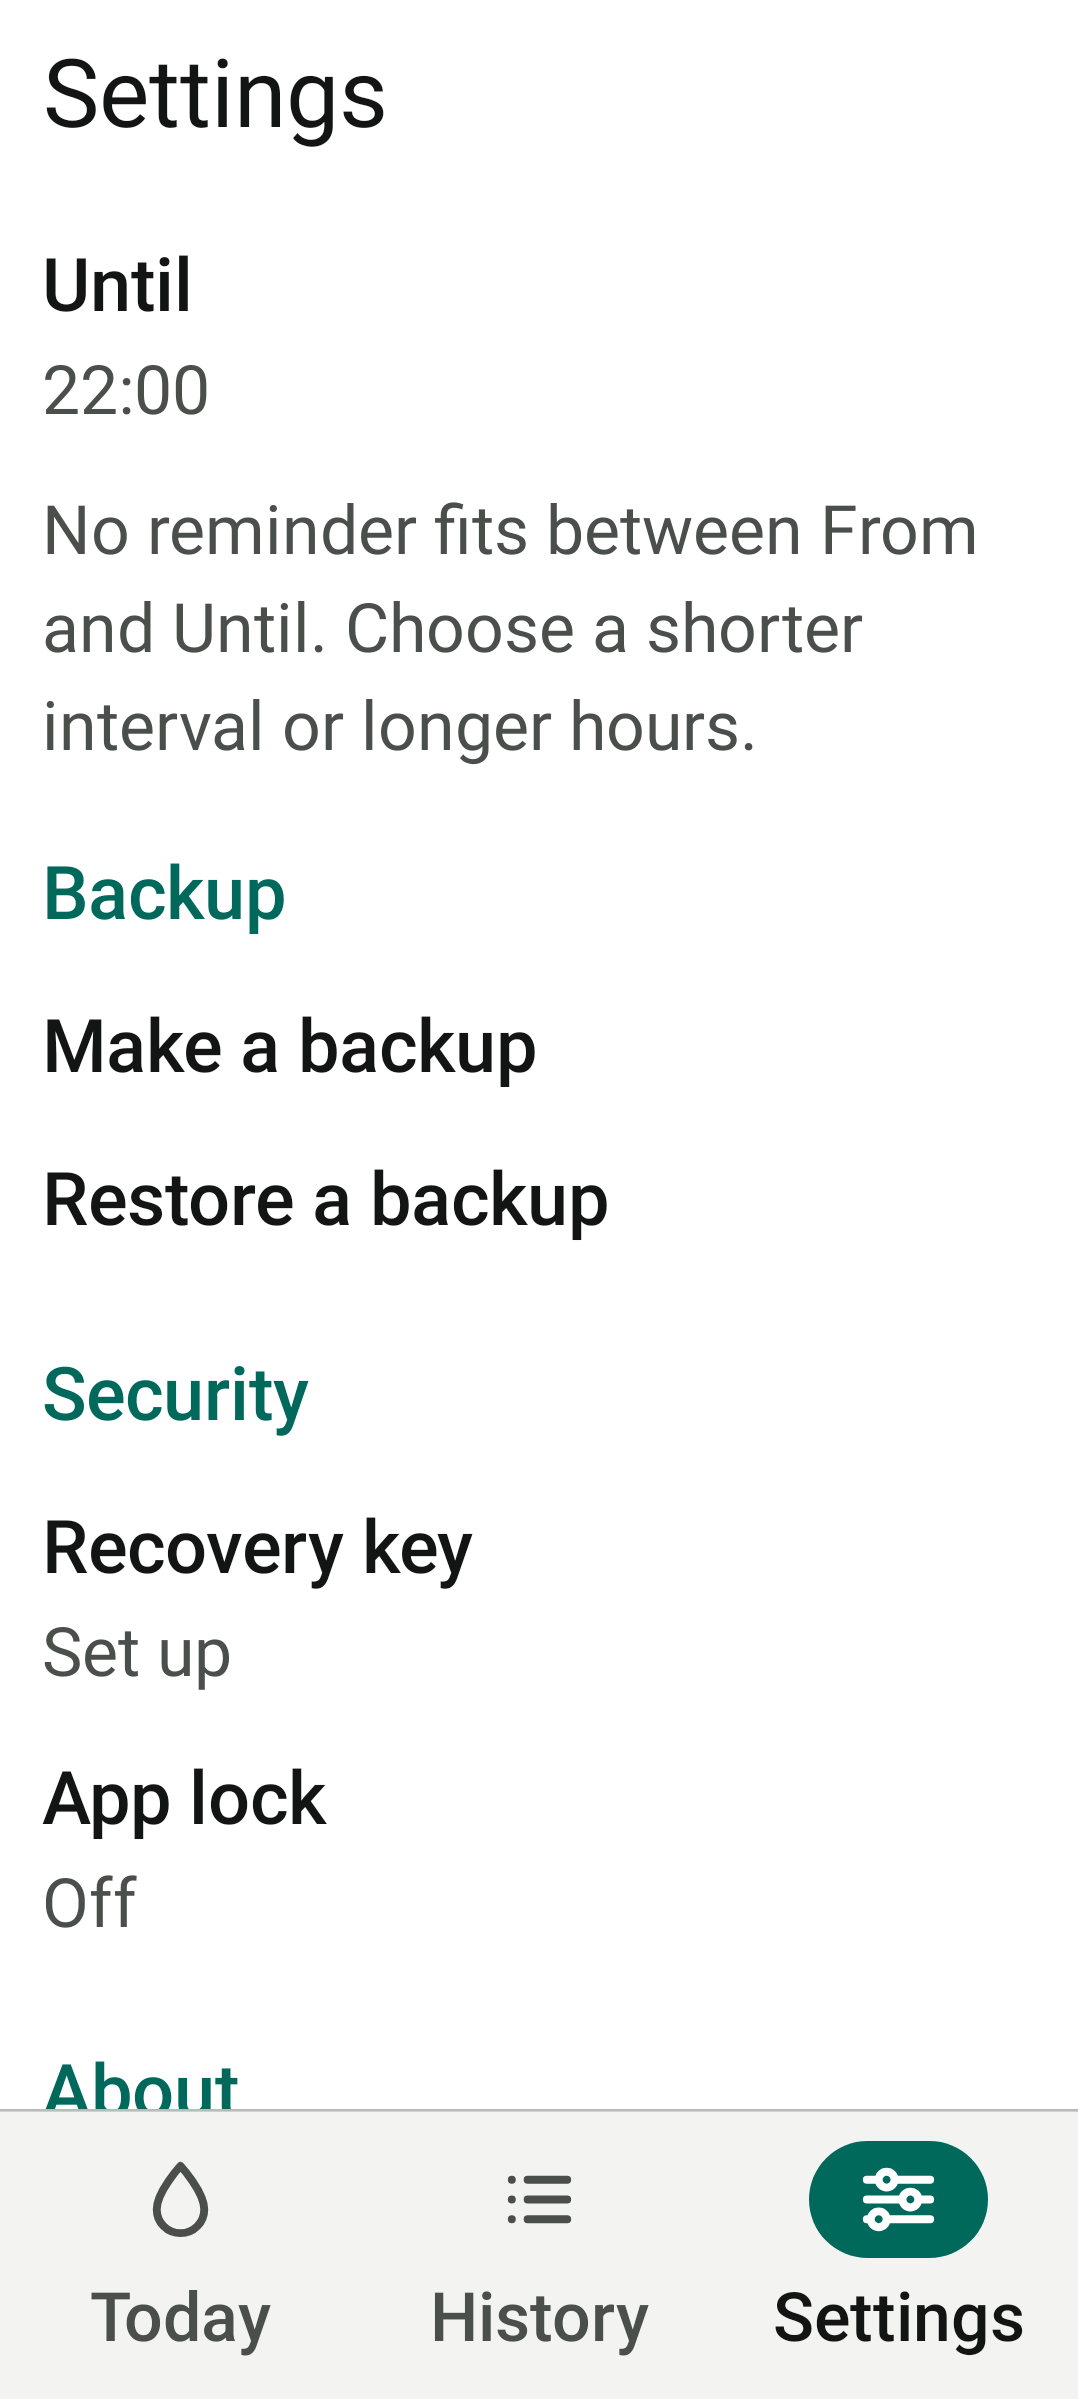 Settings
Until
22:00
No reminder fits between From
and Until. Choose a shorter
interval or longer hours.
Backup
Make a backup
Restore a backup
Security
Recovery key
Set up
App lock
Off
About
Today
History
Settings